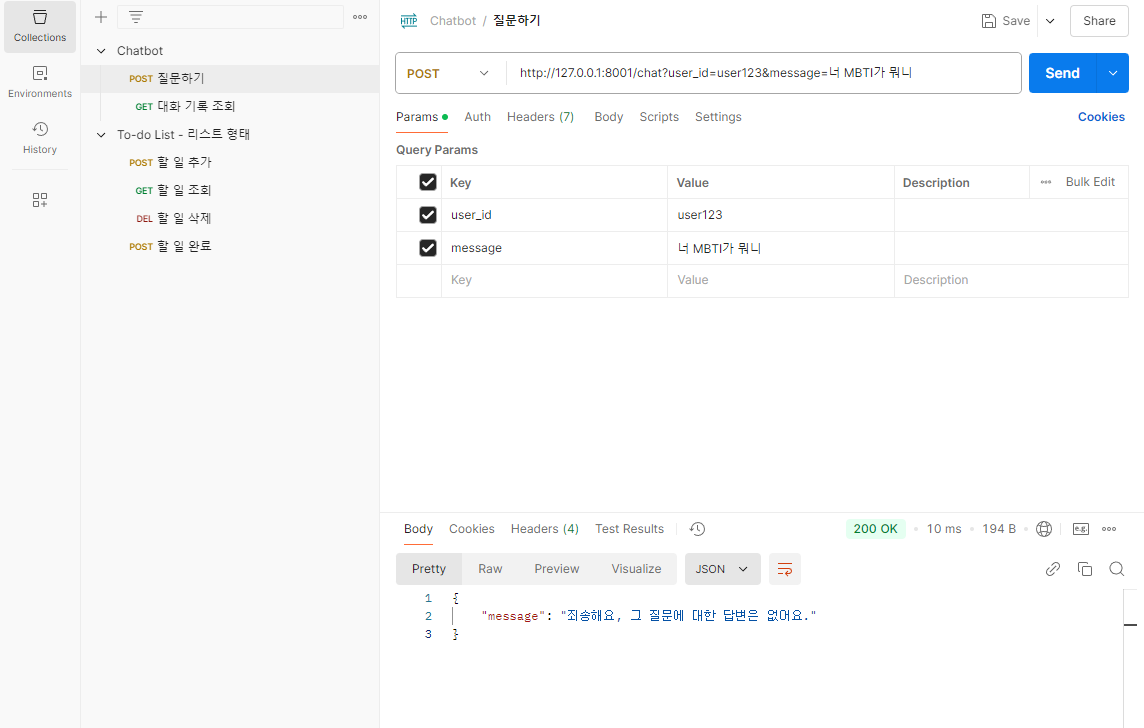 Collections
Environments
History
Chatbot
POST 질문하기
GET 대화 기록 조회
To-do List - 리스트 형태
POST 할 일 추가
GET 할 일 조회
DEL 할 일 삭제
POST 할 일 완료
HTTP Chatbot / 질문하기
Save
Share
POST http://127.0.0.1:8001/chat?user_id=user123&message=너 MBTI가 뭐니
Send
Params Auth Headers (7) Body Scripts Settings
Cookies
Query Params
Key Value Description Bulk Edit
user_id user123
message 너 MBTI가 뭐니
Key Value Description
Body Cookies Headers (4) Test Results
200 OK 10 ms 194 B e.g.
Pretty Raw Preview Visualize JSON
1 {
2 "message": "죄송해요, 그 질문에 대한 답변은 없어요."
3 }